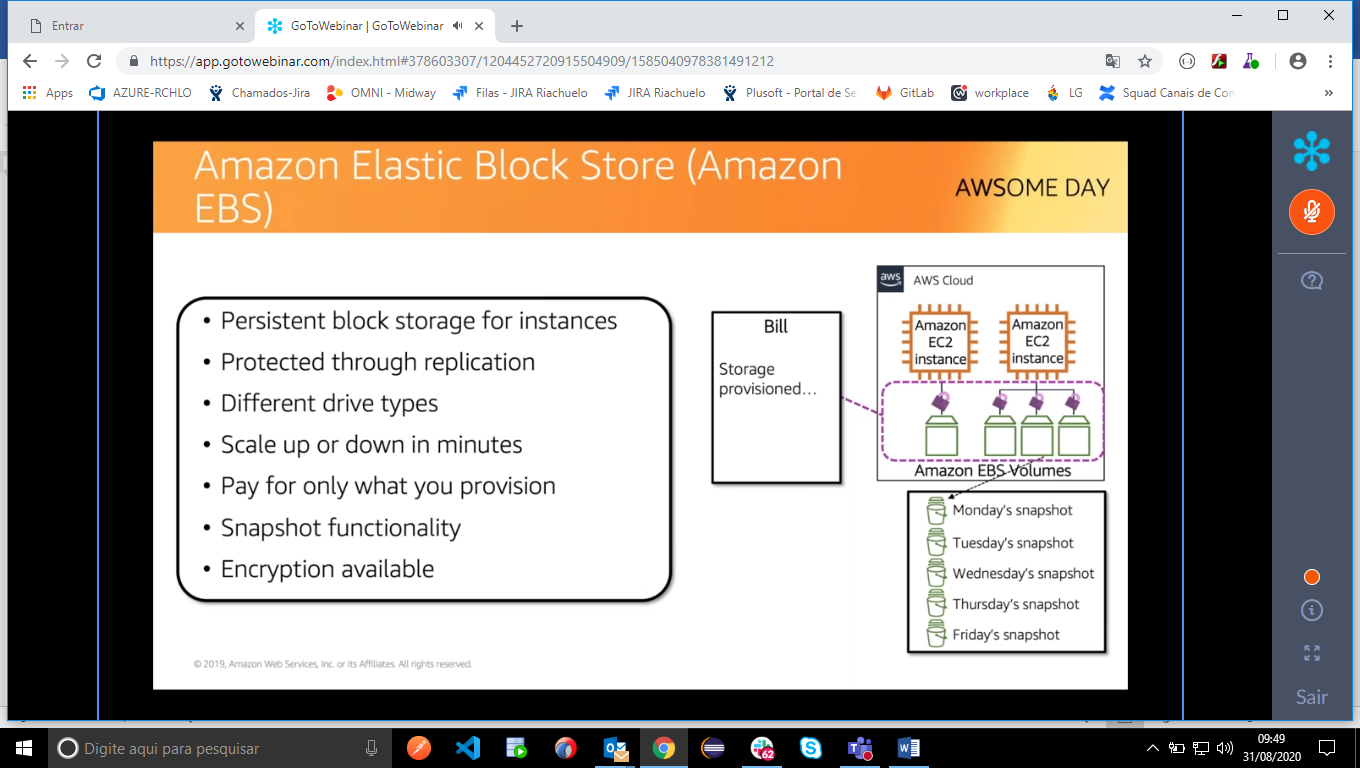 Entrar
GoToWebinar | GoToWebinar
https://app.gotowebinar.com/index.html#378603307/1204452720915504909/1585040978381491212
Apps
AZURE-RCHLO
Chamados-Jira
OMNI - Midway
Filas - JIRA Riachuelo
JIRA Riachuelo
Plusoft - Portal de Se
GitLab
workplace
LG
Squad Canais de Con
»
Amazon Elastic Block Store (Amazon
EBS)
AWSOME DAY
• Persistent block storage for instances
• Protected through replication
• Different drive types
• Scale up or down in minutes
• Pay for only what you provision
• Snapshot functionality
• Encryption available
Bill
Storage
provisioned...
aws
AWS Cloud
Amazon
EC2
instance
Amazon
EC2
instance
Amazon EBS Volumes
Monday's snapshot
Tuesday's snapshot
Wednesday's snapshot
Thursday's snapshot
Friday's snapshot
© 2019, Amazon Web Services, Inc. or its Affiliates. All rights reserved.
Sair
Digite aqui para pesquisar
62
09:49
31/08/2020